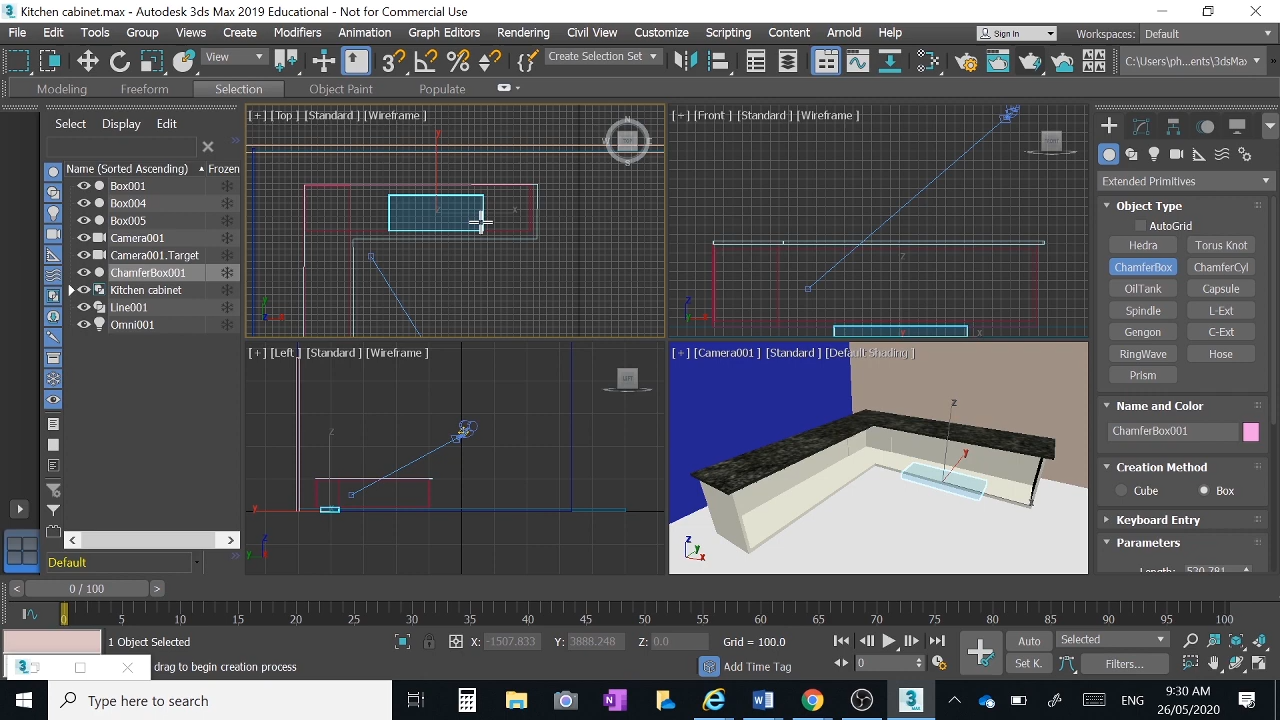 Kitchen cabinet.max - Autodesk 3ds Max 2019 Educational - Not for Commercial Use
File Edit Tools Group Views Create Modifiers Animation Graph Editors Rendering Civil View Customize Scripting Content Arnold Help Sign In Workspaces: Default
View Create Selection Set C:\Users\ph...ents\3dsMax
Modeling Freeform Selection Object Paint Populate
Select Display Edit
Name (Sorted Ascending) Frozen
Box001
Box004
Box005
Camera001
Camera001.Target
ChamferBox001
Kitchen cabinet
Line001
Omni001
Default
[+] [Top] [Standard] [Wireframe]
[+] [Front] [Standard] [Wireframe]
[+] [Left] [Standard] [Wireframe]
[+] [Camera001] [Standard] [Default Shading]
Extended Primitives
Object Type
AutoGrid
Hedra Torus Knot
ChamferBox ChamferCyl
OilTank Capsule
Spindle L-Ext
Gengon C-Ext
RingWave Hose
Prism
Name and Color
ChamferBox001
Creation Method
Cube Box
Keyboard Entry
Parameters
Length: 520.781
0 / 100
0 5 10 15 20 25 30 35 40 45 50 55 60 65 70 75 80 85 90 95 100
1 Object Selected X: -1507.833 Y: 3888.248 Z: 0.0 Grid = 100.0 Auto Selected
drag to begin creation process Add Time Tag 0 Set K. Filters...
Type here to search
ENG
9:30 AM
26/05/2020